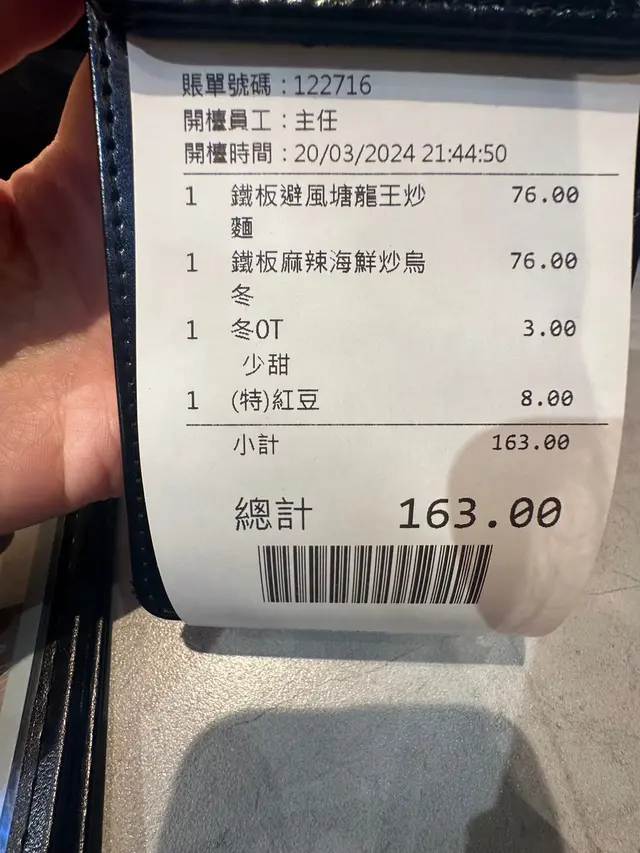 賬單號碼：122716
開檯員工：主任
開檯時間：20/03/2024 21:44:50
1 鐵板避風塘龍王炒 76.00
麵
1 鐵板麻辣海鮮炒烏 76.00
冬
1 冬OT 3.00
少甜
1 (特)紅豆 8.00
小計 163.00
總計 163.00